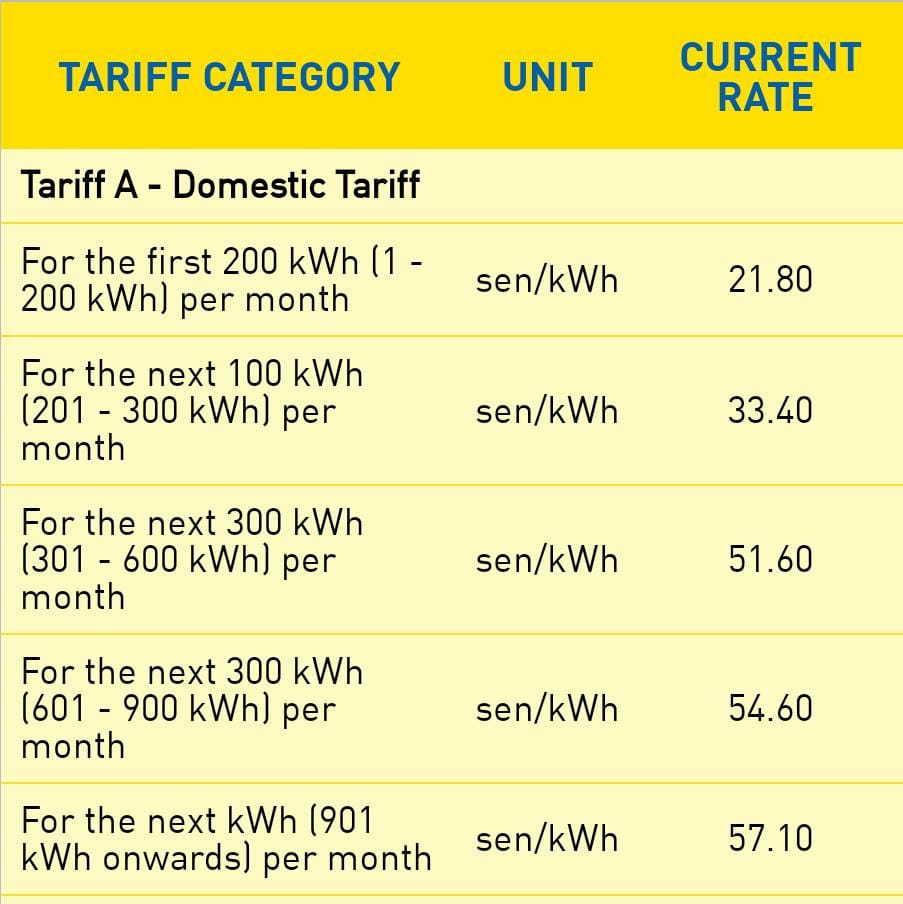 TARIFF CATEGORY UNIT CURRENT RATE
Tariff A - Domestic Tariff
For the first 200 kWh (1 -
200 kWh) per month
sen/kWh
21.80
For the next 100 kWh
(201 - 300 kWh) per
month
sen/kWh
33.40
For the next 300 kWh
(301 - 600 kWh) per
month
sen/kWh
51.60
For the next 300 kWh
(601 - 900 kWh) per
month
sen/kWh
54.60
For the next kWh (901
kWh onwards) per month
sen/kWh
57.10